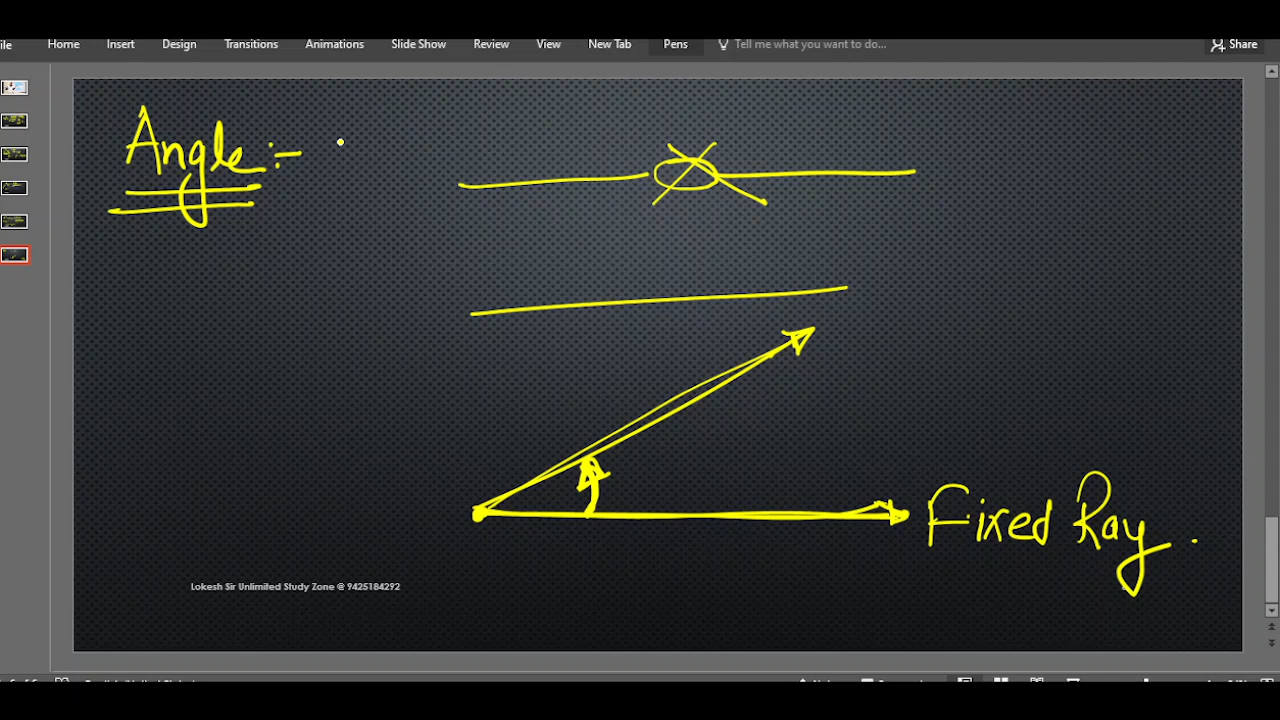 File Home Insert Design Transitions Animations Slide Show Review View New Tab Pens Tell me what you want to do... Share
Angle :-
Fixed Ray .
Lokesh Sir Unlimited Study Zone @ 9425184292